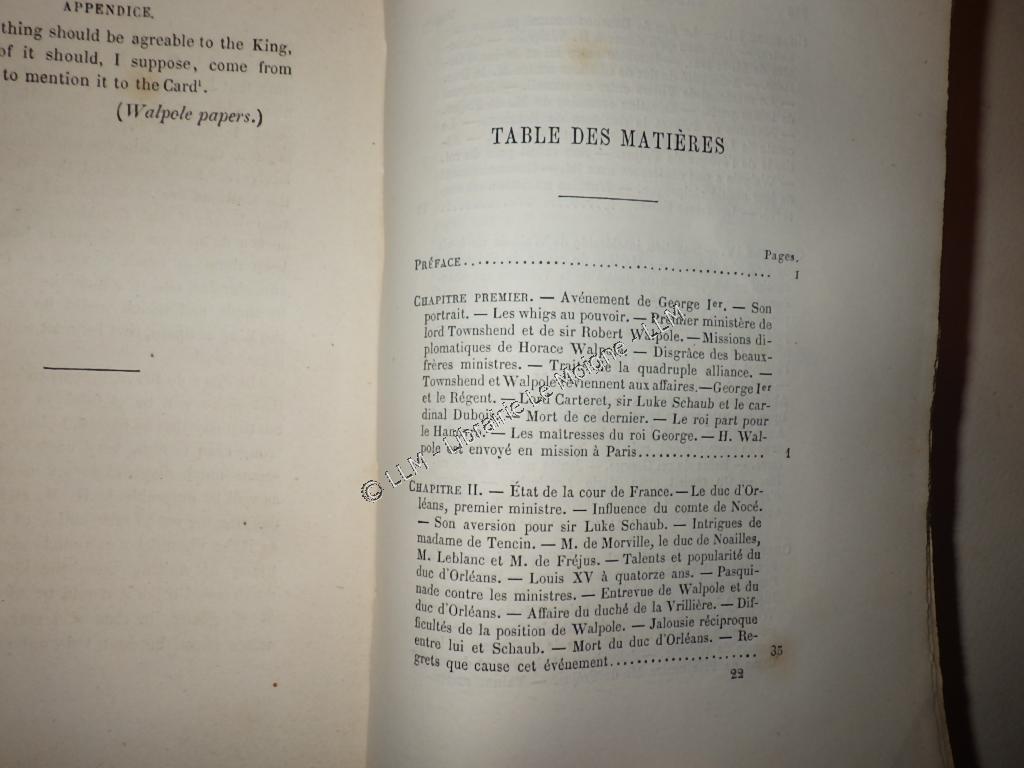 APPENDICE.
thing should be agreable to the King,
of it should, I suppose, come from
to mention it to the Card¹.
(Walpole papers.)
TABLE DES MATIÈRES
Pages.
PRÉFACE. . . . . . . . . . . . . . . . . . . . I
CHAPITRE PREMIER. — Avénement de George Ier. — Son
portrait. — Les whigs au pouvoir. — Premier ministère de
lord Townshend et de sir Robert Walpole. — Missions di-
plomatiques de Horace Walpole. — Disgrâce des beaux-
frères ministres. — Traité de la quadruple alliance. —
Townshend et Walpole reviennent aux affaires. — George Ier
et le Régent. — Lord Carteret, sir Luke Schaub et le car-
dinal Dubois. — Mort de ce dernier. — Le roi part pour
le — Les maîtresses du roi George. — H. Wal-
pole est envoyé en mission à Paris. . . . . . . . . . 1
CHAPITRE II. — État de la cour de France. — Le duc d'Or-
léans, premier ministre. — Influence du comte de Nocé.
— Son aversion pour sir Luke Schaub. — Intrigues de
madame de Tencin. — M. de Morville, le duc de Noailles,
M. Leblanc et M. de Fréjus. — Talents et popularité du
duc d'Orléans. — Louis XV à quatorze ans. — Pasqui-
nade contre les ministres. — Entrevue de Walpole et du
duc d'Orléans. — Affaire du duché de la Vrillière. — Dif-
ficultés de la position de Walpole. — Jalousie réciproque
entre lui et Schaub. — Mort du duc d'Orléans. — Re-
grets que cause cet événement. . . . . . . . . . 35
22
© LLM - Librairie Le Moïone - LLM